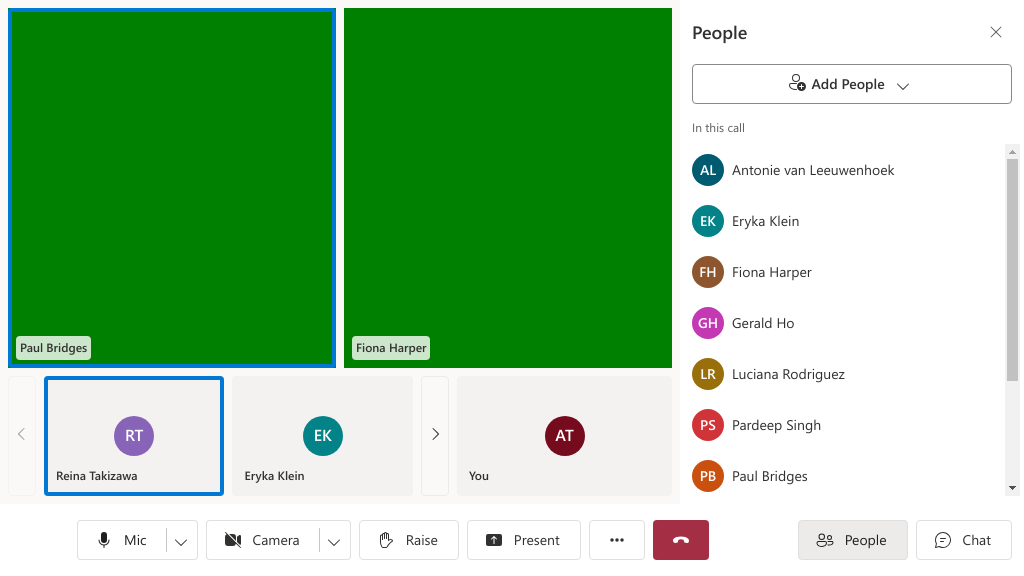 People
Add People
In this call
AL Antonie van Leeuwenhoek
EK Eryka Klein
FH Fiona Harper
GH Gerald Ho
LR Luciana Rodriguez
PS Pardeep Singh
PB Paul Bridges
Paul Bridges
Fiona Harper
RT
Reina Takizawa
EK
Eryka Klein
AT
You
Mic
Camera
Raise
Present
People
Chat